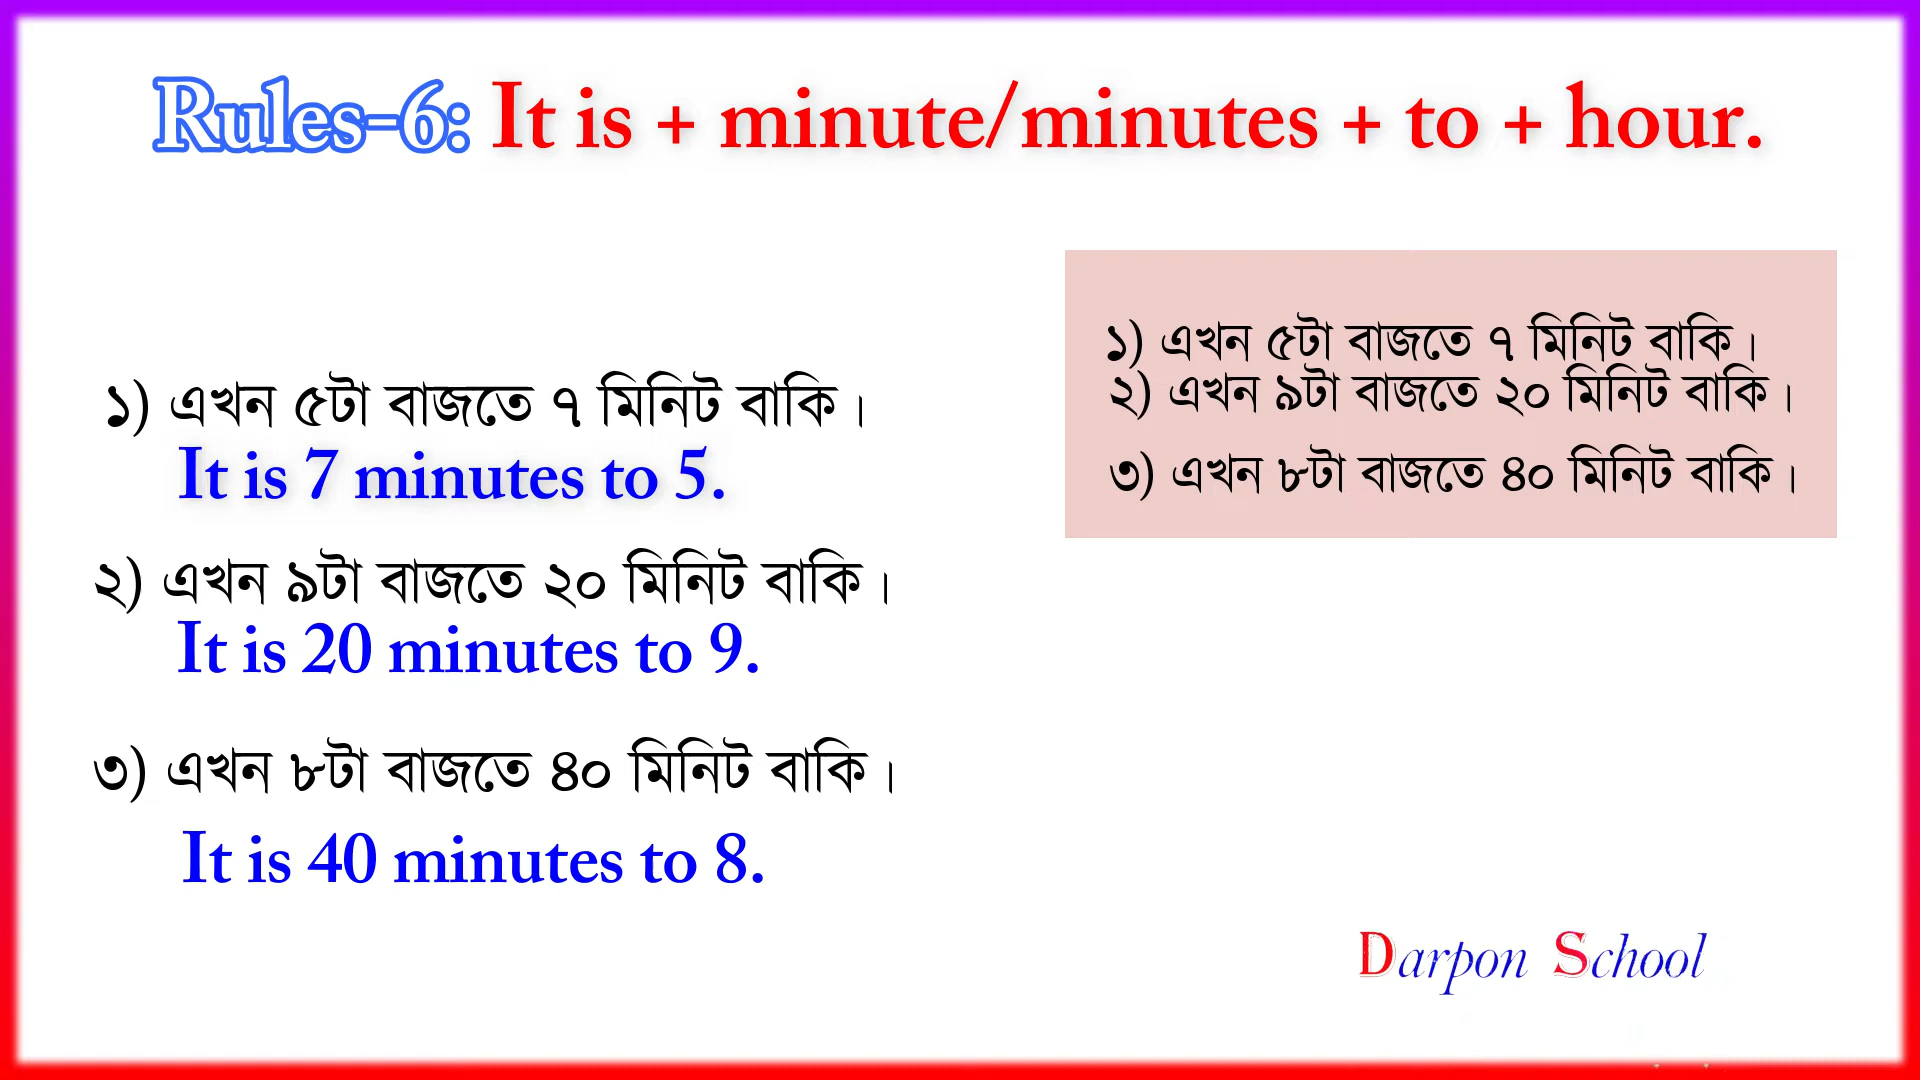 Rules-6: It is + minute/minutes + to + hour.
১) এখন ৫টা বাজতে ৭ মিনিট বাকি।
It is 7 minutes to 5.
২) এখন ৯টা বাজতে ২০ মিনিট বাকি।
It is 20 minutes to 9.
৩) এখন ৮টা বাজতে ৪০ মিনিট বাকি।
It is 40 minutes to 8.
১) এখন ৫টা বাজতে ৭ মিনিট বাকি।
২) এখন ৯টা বাজতে ২০ মিনিট বাকি।
৩) এখন ৮টা বাজতে ৪০ মিনিট বাকি।
Darpon School